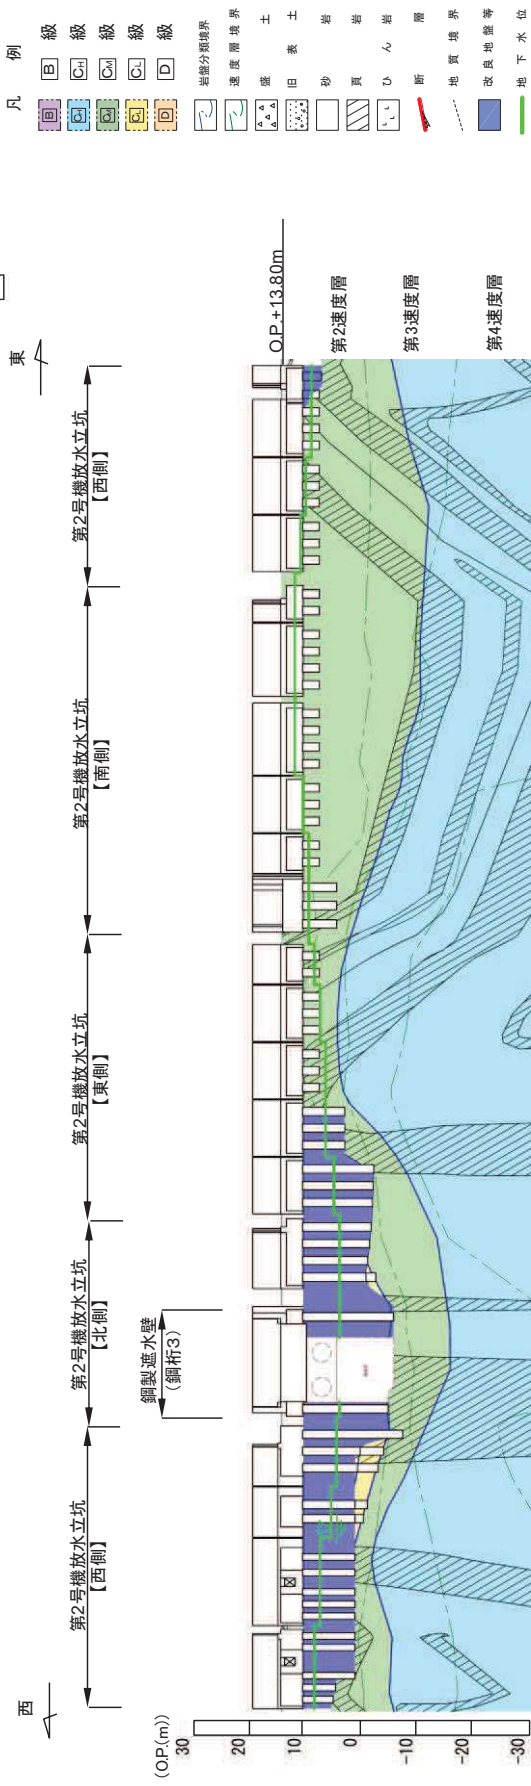 西
東
第2号機放水立坑
【西側】
第2号機放水立坑
【北側】
第2号機放水立坑
【東側】
第2号機放水立坑
【南側】
第2号機放水立坑
【西側】
鋼製遮水壁
(鋼桁3)
O.P.+13.80m
第2速度層
第3速度層
第4速度層
(O.P.(m))
30
20
10
0
-10
-20
-30
凡 例
B B 級
CH CH 級
CM CM 級
CL CL 級
D D 級
岩盤分類境界
速度層境界
盛土
旧表土
砂岩
頁岩
ひん岩
断層
地質境界
改良地盤等
地下水位